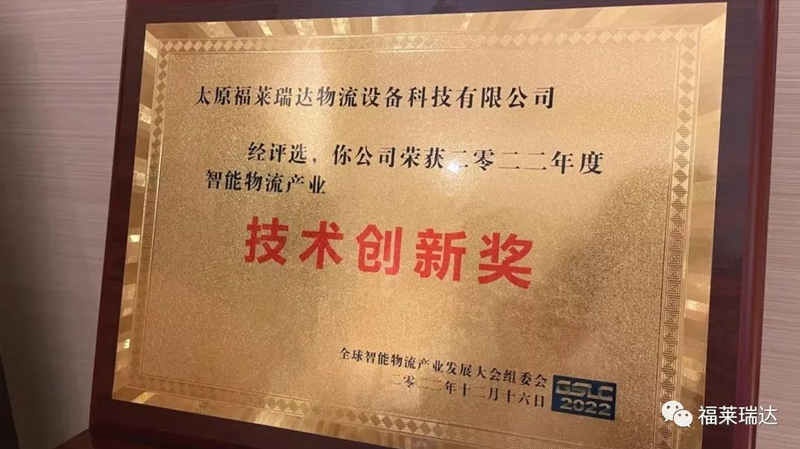 太原福莱瑞达物流设备科技有限公司
经评选，你公司荣获二零二二年度
智能物流产业
技术创新奖
全球智能物流产业发展大会组委会
二零二二年十二月十六日
GSLC
2022
福莱瑞达